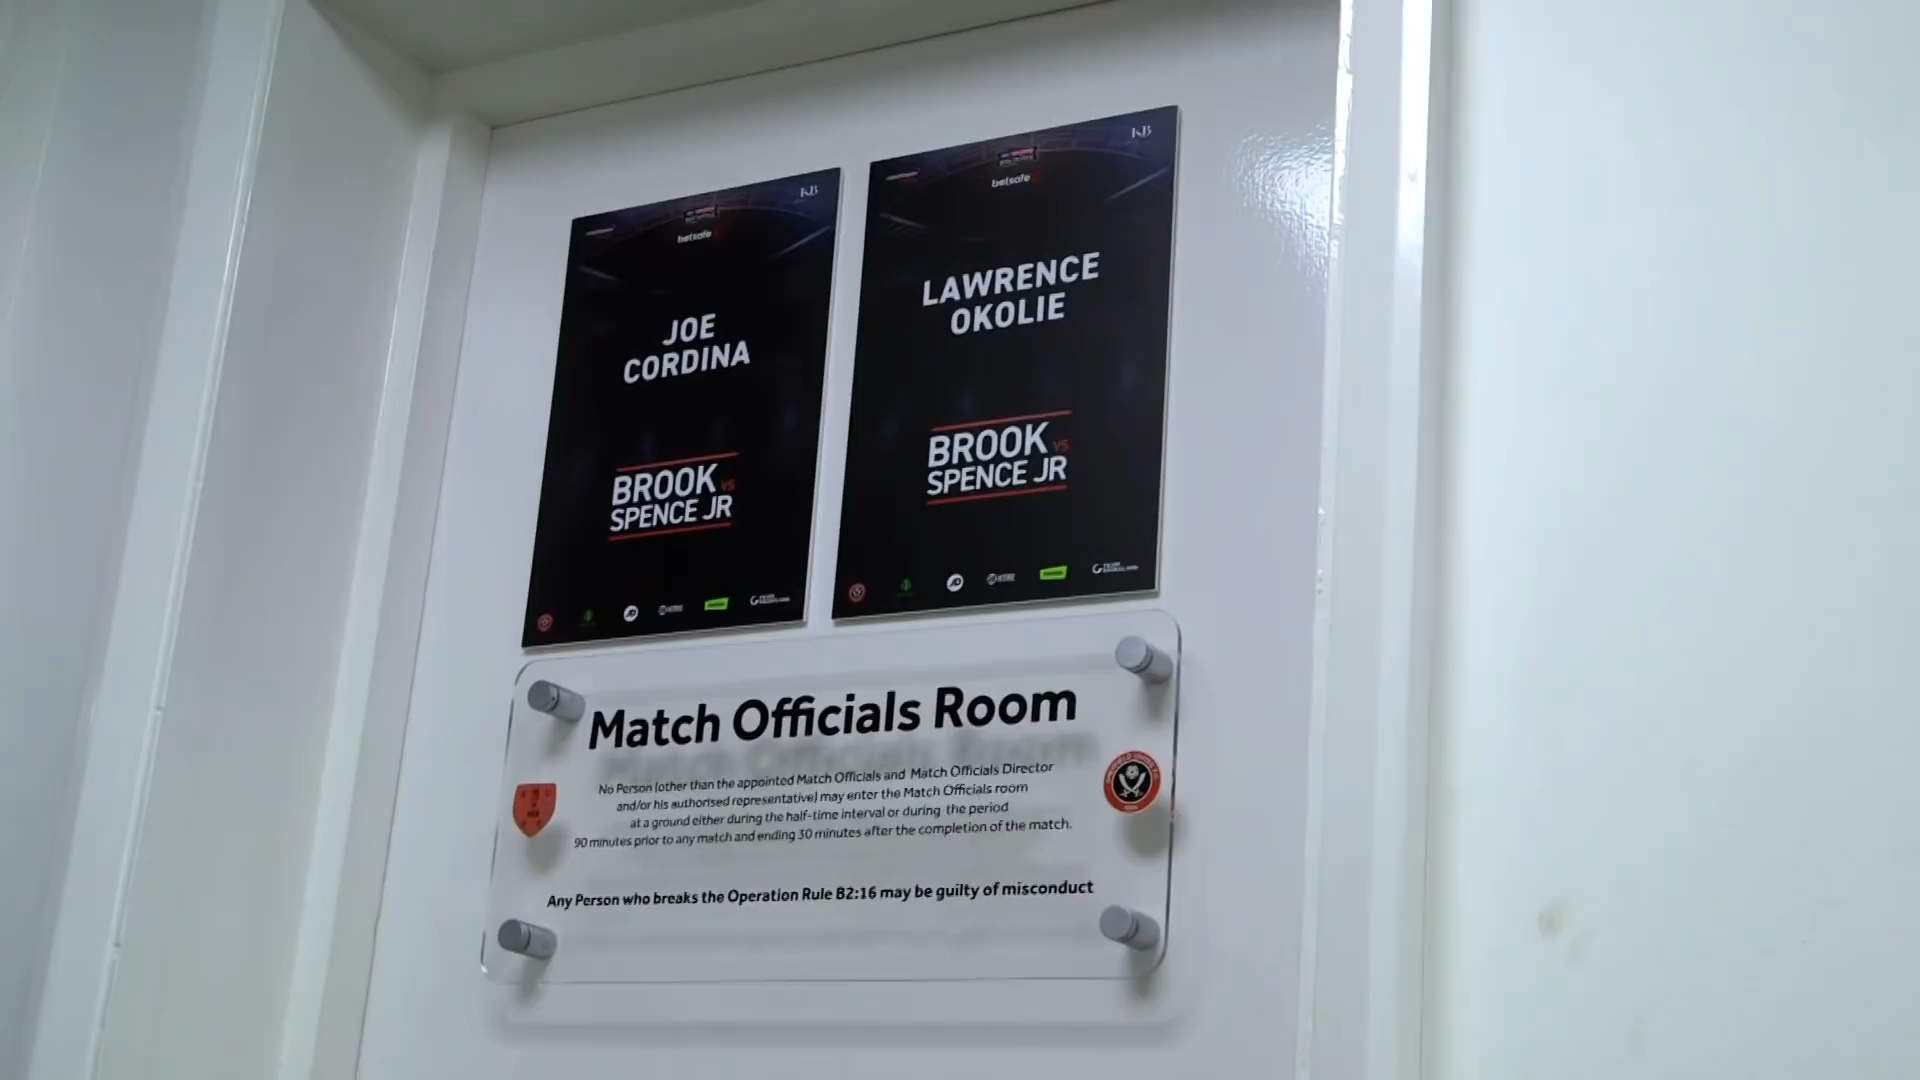 KB
betsafe
JOE
CORDINA
BROOK VS
SPENCE JR
KB
betsafe
LAWRENCE
OKOLIE
BROOK VS
SPENCE JR
Match Officials Room
No Person (other than the appointed Match Officials and Match Officials Director
and/or his authorised representative) may enter the Match Officials room
at a ground either during the half-time interval or during the period
90 minutes prior to any match and ending 30 minutes after the completion of the match.
Any Person who breaks the Operation Rule B2:16 may be guilty of misconduct